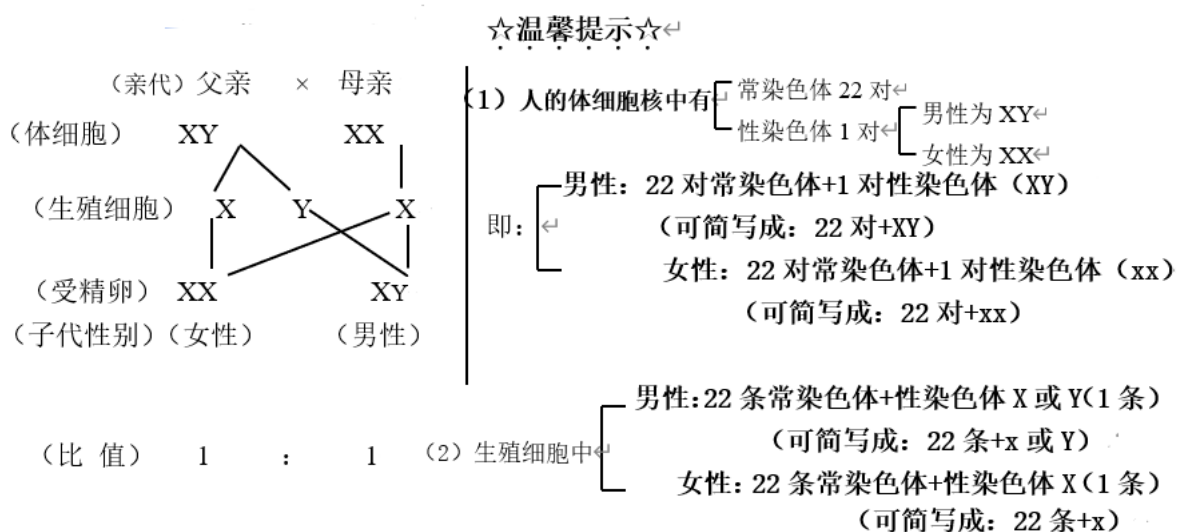 ☆温馨提示☆↵
（亲代）父亲 × 母亲
（体细胞） XY XX
（生殖细胞） X Y X
（受精卵） XX XY
（子代性别）（女性） （男性）
（比 值） 1 : 1
（1）人的体细胞核中有↵
常染色体 22 对↵
性染色体 1 对↵
男性为 XY↵
女性为 XX↵
即：↵
男性：22 对常染色体+1 对性染色体（XY）
（可简写成：22 对+XY）
女性：22 对常染色体+1 对性染色体（xx）
（可简写成：22 对+xx）
（2）生殖细胞中↵
男性:22 条常染色体+性染色体 X 或 Y(1 条）
（可简写成：22 条+x 或 Y）
女性：22 条常染色体+性染色体 X(1 条）
（可简写成：22 条+x）